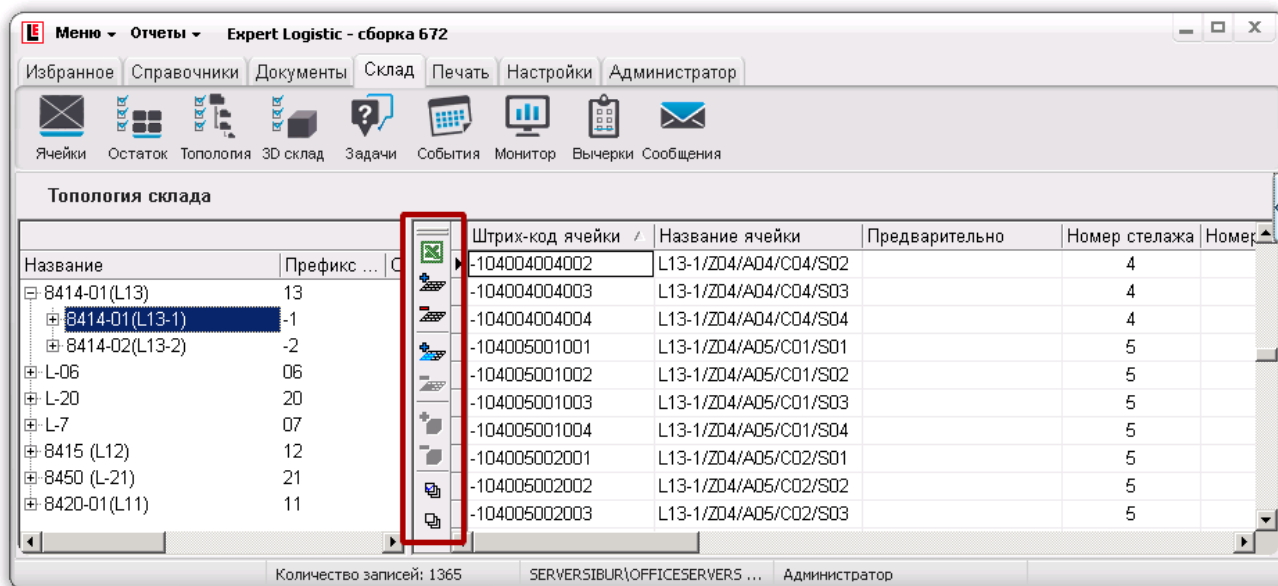 LE Меню Отчеты Expert Logistic - сборка 672
Избранное Справочники Документы Склад Печать Настройки Администратор
Ячейки Остаток Топология 3D склад Задачи События Монитор Вычерки Сообщения
Топология склада
Название Префикс ... С
8414-01(L13) 13
8414-01(L13-1) -1
8414-02(L13-2) -2
L-06 06
L-20 20
L-7 07
8415 (L12) 12
8450 (L-21) 21
8420-01(L11) 11
Штрих-код ячейки Название ячейки Предварительно Номер стелажа Номер
-104004004002 L13-1/Z04/A04/C04/S02 4
-104004004003 L13-1/Z04/A04/C04/S03 4
-104004004004 L13-1/Z04/A04/C04/S04 4
-104005001001 L13-1/Z04/A05/C01/S01 5
-104005001002 L13-1/Z04/A05/C01/S02 5
-104005001003 L13-1/Z04/A05/C01/S03 5
-104005001004 L13-1/Z04/A05/C01/S04 5
-104005002001 L13-1/Z04/A05/C02/S01 5
-104005002002 L13-1/Z04/A05/C02/S02 5
-104005002003 L13-1/Z04/A05/C02/S03 5
Количество записей: 1365 SERVERSIBUR\OFFICESERVERS ... Администратор